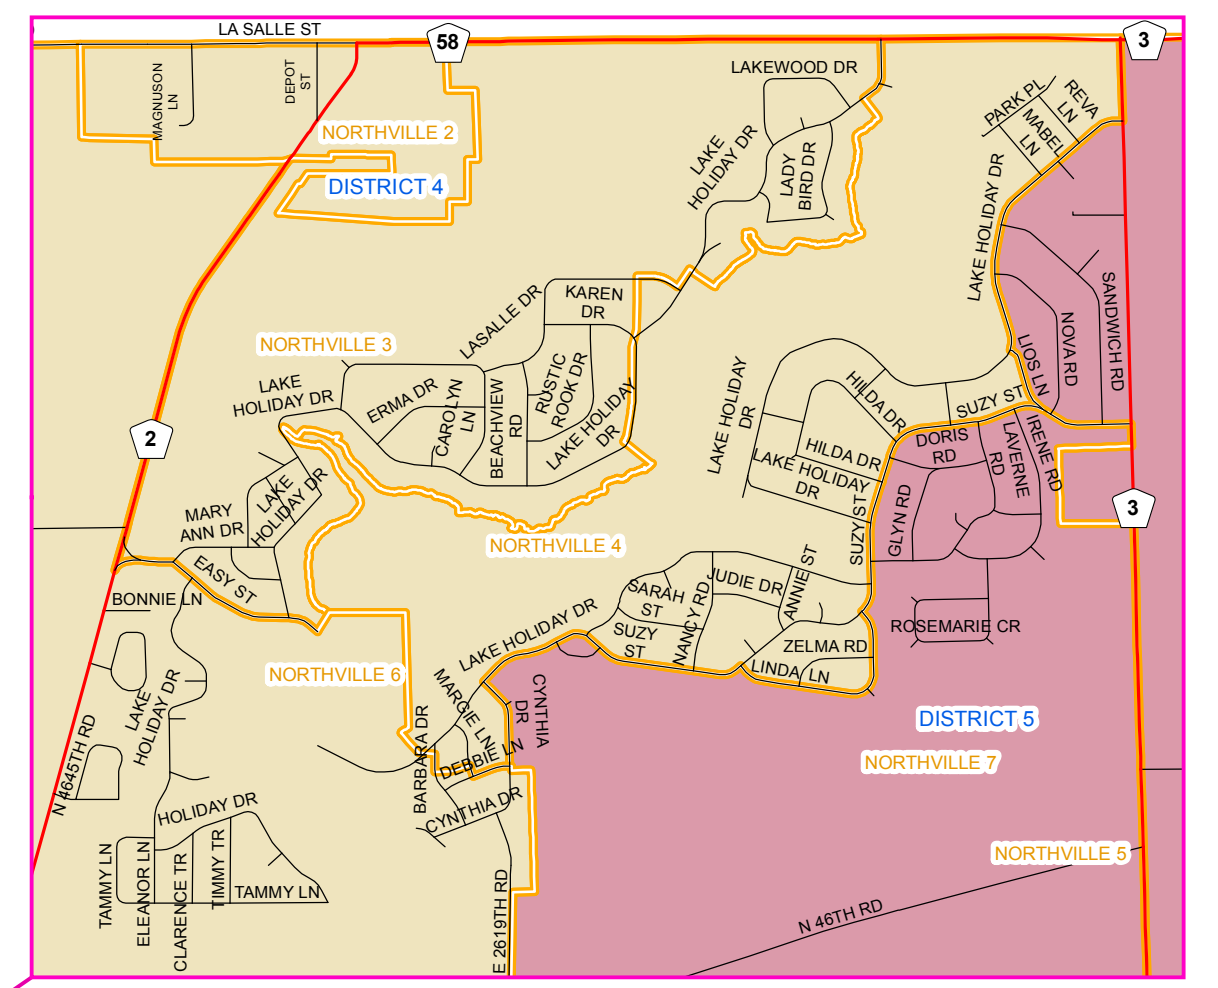 LA SALLE ST
58
3
LAKEWOOD DR
MAGNUSON
LN
DEPOT
ST
PARK PL
REVA
LN
MABEL
LN
NORTHVILLE 2
LAKE
HOLIDAY DR
LADY
BIRD DR
DISTRICT 4
LAKE HOLIDAY DR
KAREN
DR
LASALLE DR
SANDWICH RD
NOVA RD
LIOS LN
NORTHVILLE 3
LAKE
HOLIDAY DR
ERMA DR
CAROLYN
LN
BEACHVIEW
RD
RUSTIC
ROOK DR
LAKE HOLIDAY
DR
LAKE HOLIDAY
DR
HILDA DR
SUZY ST
2
HILDA DR
DORIS
RD
LAVERNE
RD
IRENE RD
LAKE HOLIDAY
DR
LAKE
HOLIDAY DR
MARY
ANN DR
3
SUZY ST
GLYN RD
NORTHVILLE 4
EASY ST
BONNIE LN
SARAH
ST
NANCY RD
JUDIE DR
ANNIE ST
LAKE HOLIDAY DR
SUZY
ST
ZELMA RD
LINDA LN
ROSEMARIE CR
NORTHVILLE 6
LAKE
HOLIDAY DR
MARGIE LN
CYNTHIA
DR
DISTRICT 5
N 4645TH RD
BARBARA DR
DEBBIE LN
NORTHVILLE 7
HOLIDAY DR
CYNTHIA DR
NORTHVILLE 5
TAMMY LN
ELEANOR LN
CLARENCE TR
TIMMY TR
TAMMY LN
E 2619TH RD
N 46TH RD